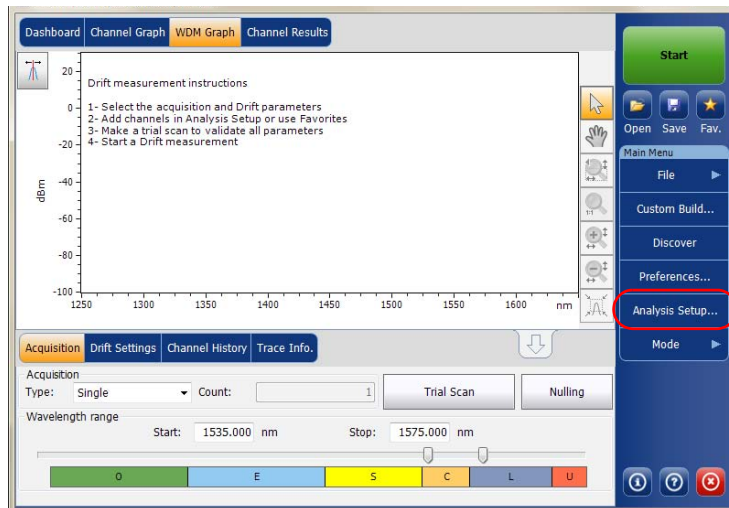 Dashboard Channel Graph WDM Graph Channel Results
Start
Open Save Fav.
Main Menu
File
Custom Build...
Discover
Preferences...
Analysis Setup...
Mode
20
0
-20
-40
-60
-80
-100
dBm
Drift measurement instructions
1- Select the acquisition and Drift parameters
2- Add channels in Analysis Setup or use Favorites
3- Make a trial scan to validate all parameters
4- Start a Drift measurement
1:1
1250 1300 1350 1400 1450 1500 1550 1600 nm
Acquisition Drift Settings Channel History Trace Info.
Acquisition
Type: Single Count: 1 Trial Scan Nulling
Wavelength range
Start: 1535.000 nm Stop: 1575.000 nm
O E S C L U